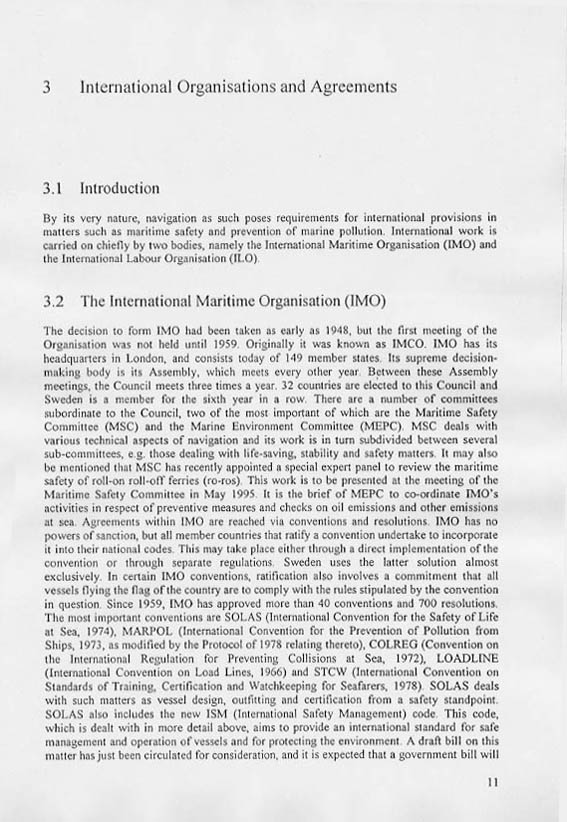 3 International Organisations and Agreements
3.1 Introduction
By its very nature, navigation as such poses requirements for international provisions in
matters such as maritime safety and prevention of marine pollution. International work is
carried on chiefly by two bodies, namely the International Maritime Organisation (IMO) and
the International Labour Organisation (ILO).
3.2 The International Maritime Organisation (IMO)
The decision to form IMO had been taken as early as 1948, but the first meeting of the
Organisation was not held until 1959. Originally it was known as IMCO. IMO has its
headquarters in London, and consists today of 149 member states. Its supreme decision-
making body is its Assembly, which meets every other year. Between these Assembly
meetings, the Council meets three times a year. 32 countries are elected to this Council and
Sweden is a member for the sixth year in a row. There are a number of committees
subordinate to the Council, two of the most important of which are the Maritime Safety
Committee (MSC) and the Marine Environment Committee (MEPC). MSC deals with
various technical aspects of navigation and its work is in turn subdivided between several
sub-committees, e.g. those dealing with life-saving, stability and safety matters. It may also
be mentioned that MSC has recently appointed a special expert panel to review the maritime
safety of roll-on roll-off ferries (ro-ros). This work is to be presented at the meeting of the
Maritime Safety Committee in May 1995. It is the brief of MEPC to co-ordinate IMO's
activities in respect of preventive measures and checks on oil emissions and other emissions
at sea. Agreements within IMO are reached via conventions and resolutions. IMO has no
powers of sanction, but all member countries that ratify a convention undertake to incorporate
it into their national codes. This may take place either through a direct implementation of the
convention or through separate regulations. Sweden uses the latter solution almost
exclusively. In certain IMO conventions, ratification also involves a commitment that all
vessels flying the flag of the country are to comply with the rules stipulated by the convention
in question. Since 1959, IMO has approved more than 40 conventions and 700 resolutions.
The most important conventions are SOLAS (International Convention for the Safety of Life
at Sea, 1974), MARPOL (International Convention for the Prevention of Pollution from
Ships, 1973, as modified by the Protocol of 1978 relating thereto), COLREG (Convention on
the International Regulation for Preventing Collisions at Sea, 1972), LOADLINE
(International Convention on Load Lines, 1966) and STCW (International Convention on
Standards of Training, Certification and Watchkeeping for Seafarers, 1978). SOLAS deals
with such matters as vessel design, outfitting and certification from a safety standpoint.
SOLAS also includes the new ISM (International Safety Management) code. This code,
which is dealt with in more detail above, aims to provide an international standard for safe
management and operation of vessels and for protecting the environment. A draft bill on this
matter has just been circulated for consideration, and it is expected that a government bill will
11